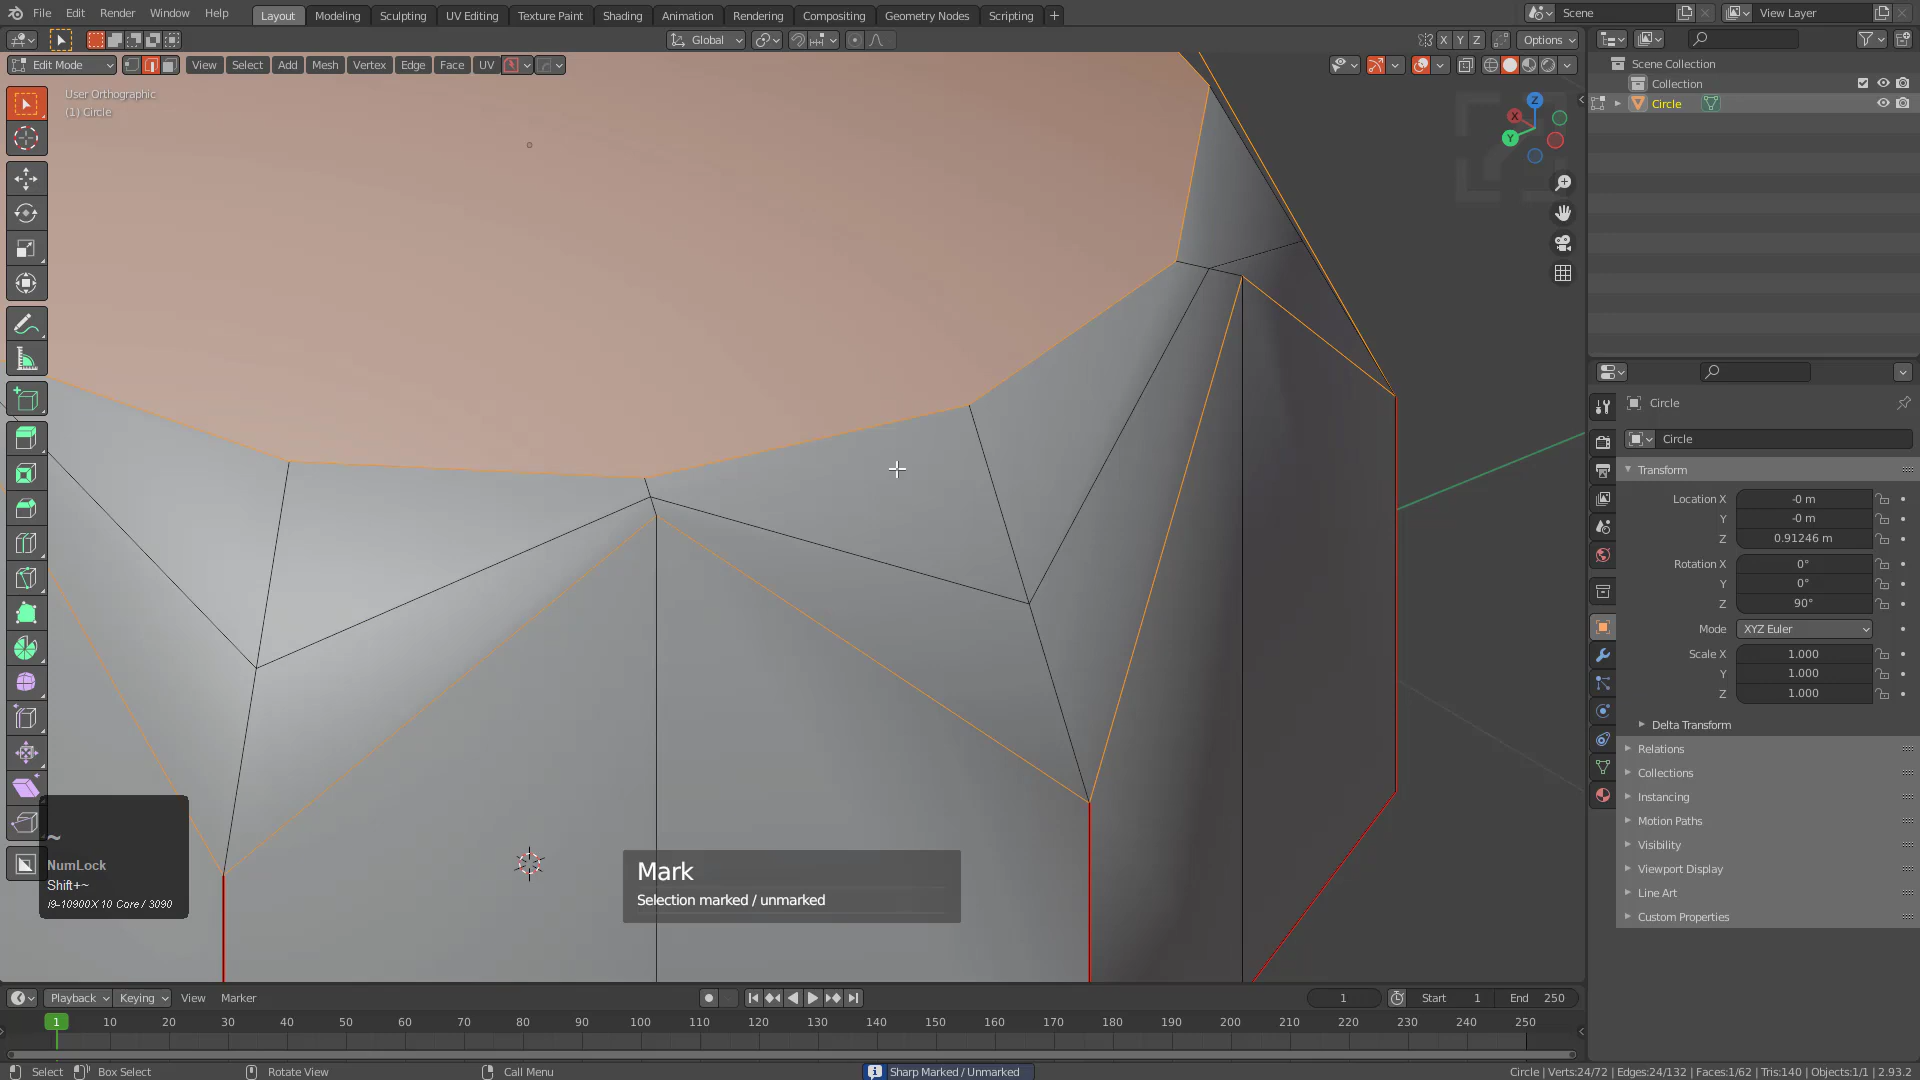 File Edit Render Window Help Layout Modeling Sculpting UV Editing Texture Paint Shading Animation Rendering Compositing Geometry Nodes Scripting + Scene View Layer
Global X Y Z Options
Edit Mode View Select Add Mesh Vertex Edge Face UV
User Orthographic
(1) Circle
Z
X
Y
Scene Collection
Collection
Circle
Circle
Circle
Transform
Location X -0 m
Y -0 m
Z 0.91246 m
Rotation X 0°
Y 0°
Z 90°
Mode XYZ Euler
Scale X 1.000
Y 1.000
Z 1.000
Delta Transform
Relations
Collections
Instancing
Motion Paths
Visibility
Viewport Display
Line Art
Custom Properties
~
NumLock
Shift+~
i9-10900X 10 Core / 3090
Mark
Selection marked / unmarked
Playback Keying View Marker 1 Start 1 End 250
1 10 20 30 40 50 60 70 80 90 100 110 120 130 140 150 160 170 180 190 200 210 220 230 240 250
Select Box Select Rotate View Call Menu Sharp Marked / Unmarked Circle | Verts:24/72 | Edges:24/132 | Faces:1/62 | Tris:140 | Objects:1/1 | 2.93.2